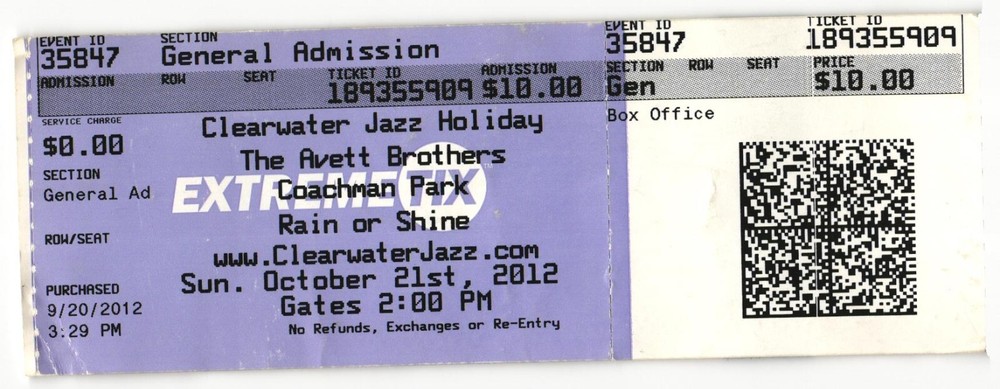 EVENT ID SECTION
35847 General Admission
ADMISSION ROW SEAT TICKET ID ADMISSION
189355909 $10.00
SERVICE CHARGE
$0.00
SECTION
General Ad
ROW/SEAT
PURCHASED
9/20/2012
3:29 PM
Clearwater Jazz Holiday
The Avett Brothers
EXTREMETIX
Coachman Park
Rain or Shine
www.ClearwaterJazz.com
Sun. October 21st, 2012
Gates 2:00 PM
No Refunds, Exchanges or Re-Entry
EVENT ID TICKET ID
35847 189355909
SECTION ROW SEAT PRICE
Gen $10.00
Box Office